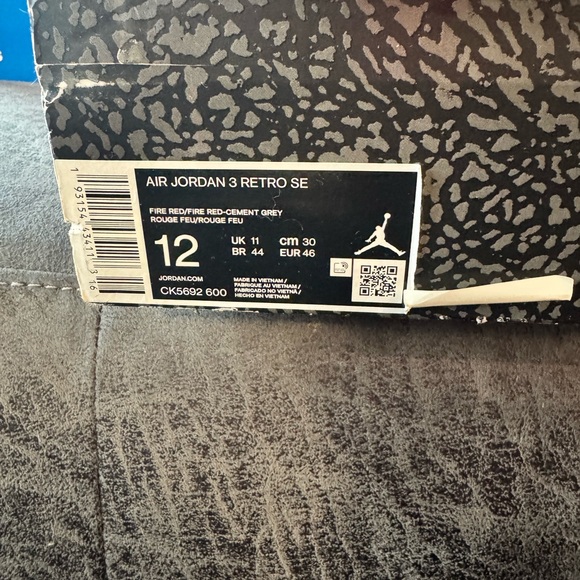 AIR JORDAN 3 RETRO SE
FIRE RED/FIRE RED-CEMENT GREY
ROUGE FEU/ROUGE FEU
12
UK 11 cm 30
BR 44 EUR 46
JORDAN.COM
CK5692 600
MADE IN VIETNAM/
FABRIQUE AU VIETNAM/
FABRICADO NO VIETNÃ/
HECHO EN VIETNAM